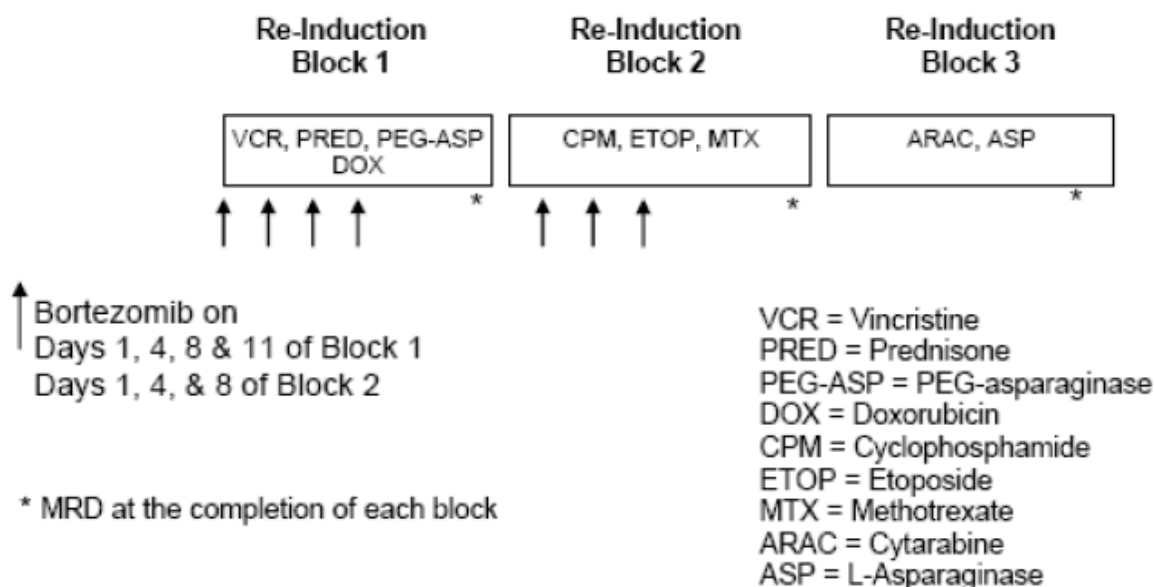 Re-Induction
Block 1
Re-Induction
Block 2
Re-Induction
Block 3
VCR, PRED, PEG-ASP
DOX
CPM, ETOP, MTX
ARAC, ASP
*
*
*
Bortezomib on
Days 1, 4, 8 & 11 of Block 1
Days 1, 4, & 8 of Block 2
* MRD at the completion of each block
VCR = Vincristine
PRED = Prednisone
PEG-ASP = PEG-asparaginase
DOX = Doxorubicin
CPM = Cyclophosphamide
ETOP = Etoposide
MTX = Methotrexate
ARAC = Cytarabine
ASP = L-Asparaginase